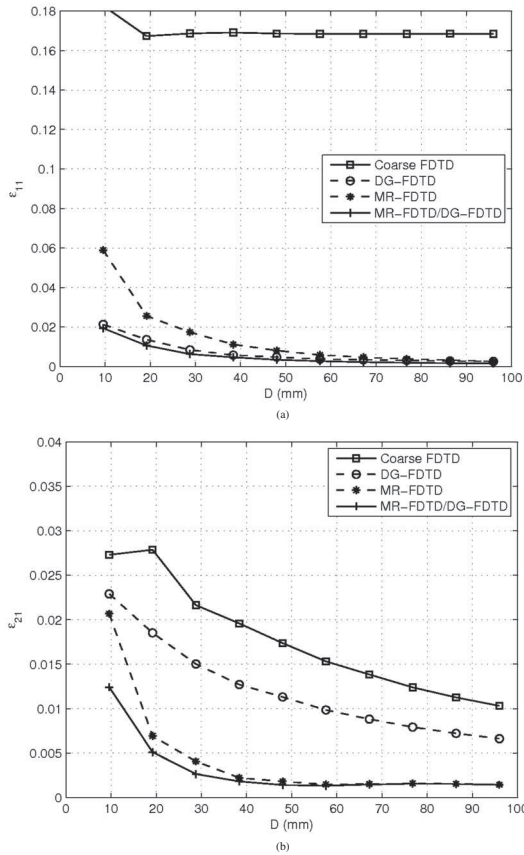 0.18
0.16
0.14
0.12
0.1
0.08
0.06
0.04
0.02
0
ε11
Coarse FDTD
DG-FDTD
MR-FDTD
MR-FDTD/DG-FDTD
0 10 20 30 40 50 60 70 80 90 100
D (mm)
(a)
0.04
0.035
0.03
0.025
0.02
0.015
0.01
0.005
0
ε21
Coarse FDTD
DG-FDTD
MR-FDTD
MR-FDTD/DG-FDTD
0 10 20 30 40 50 60 70 80 90 100
D (mm)
(b)